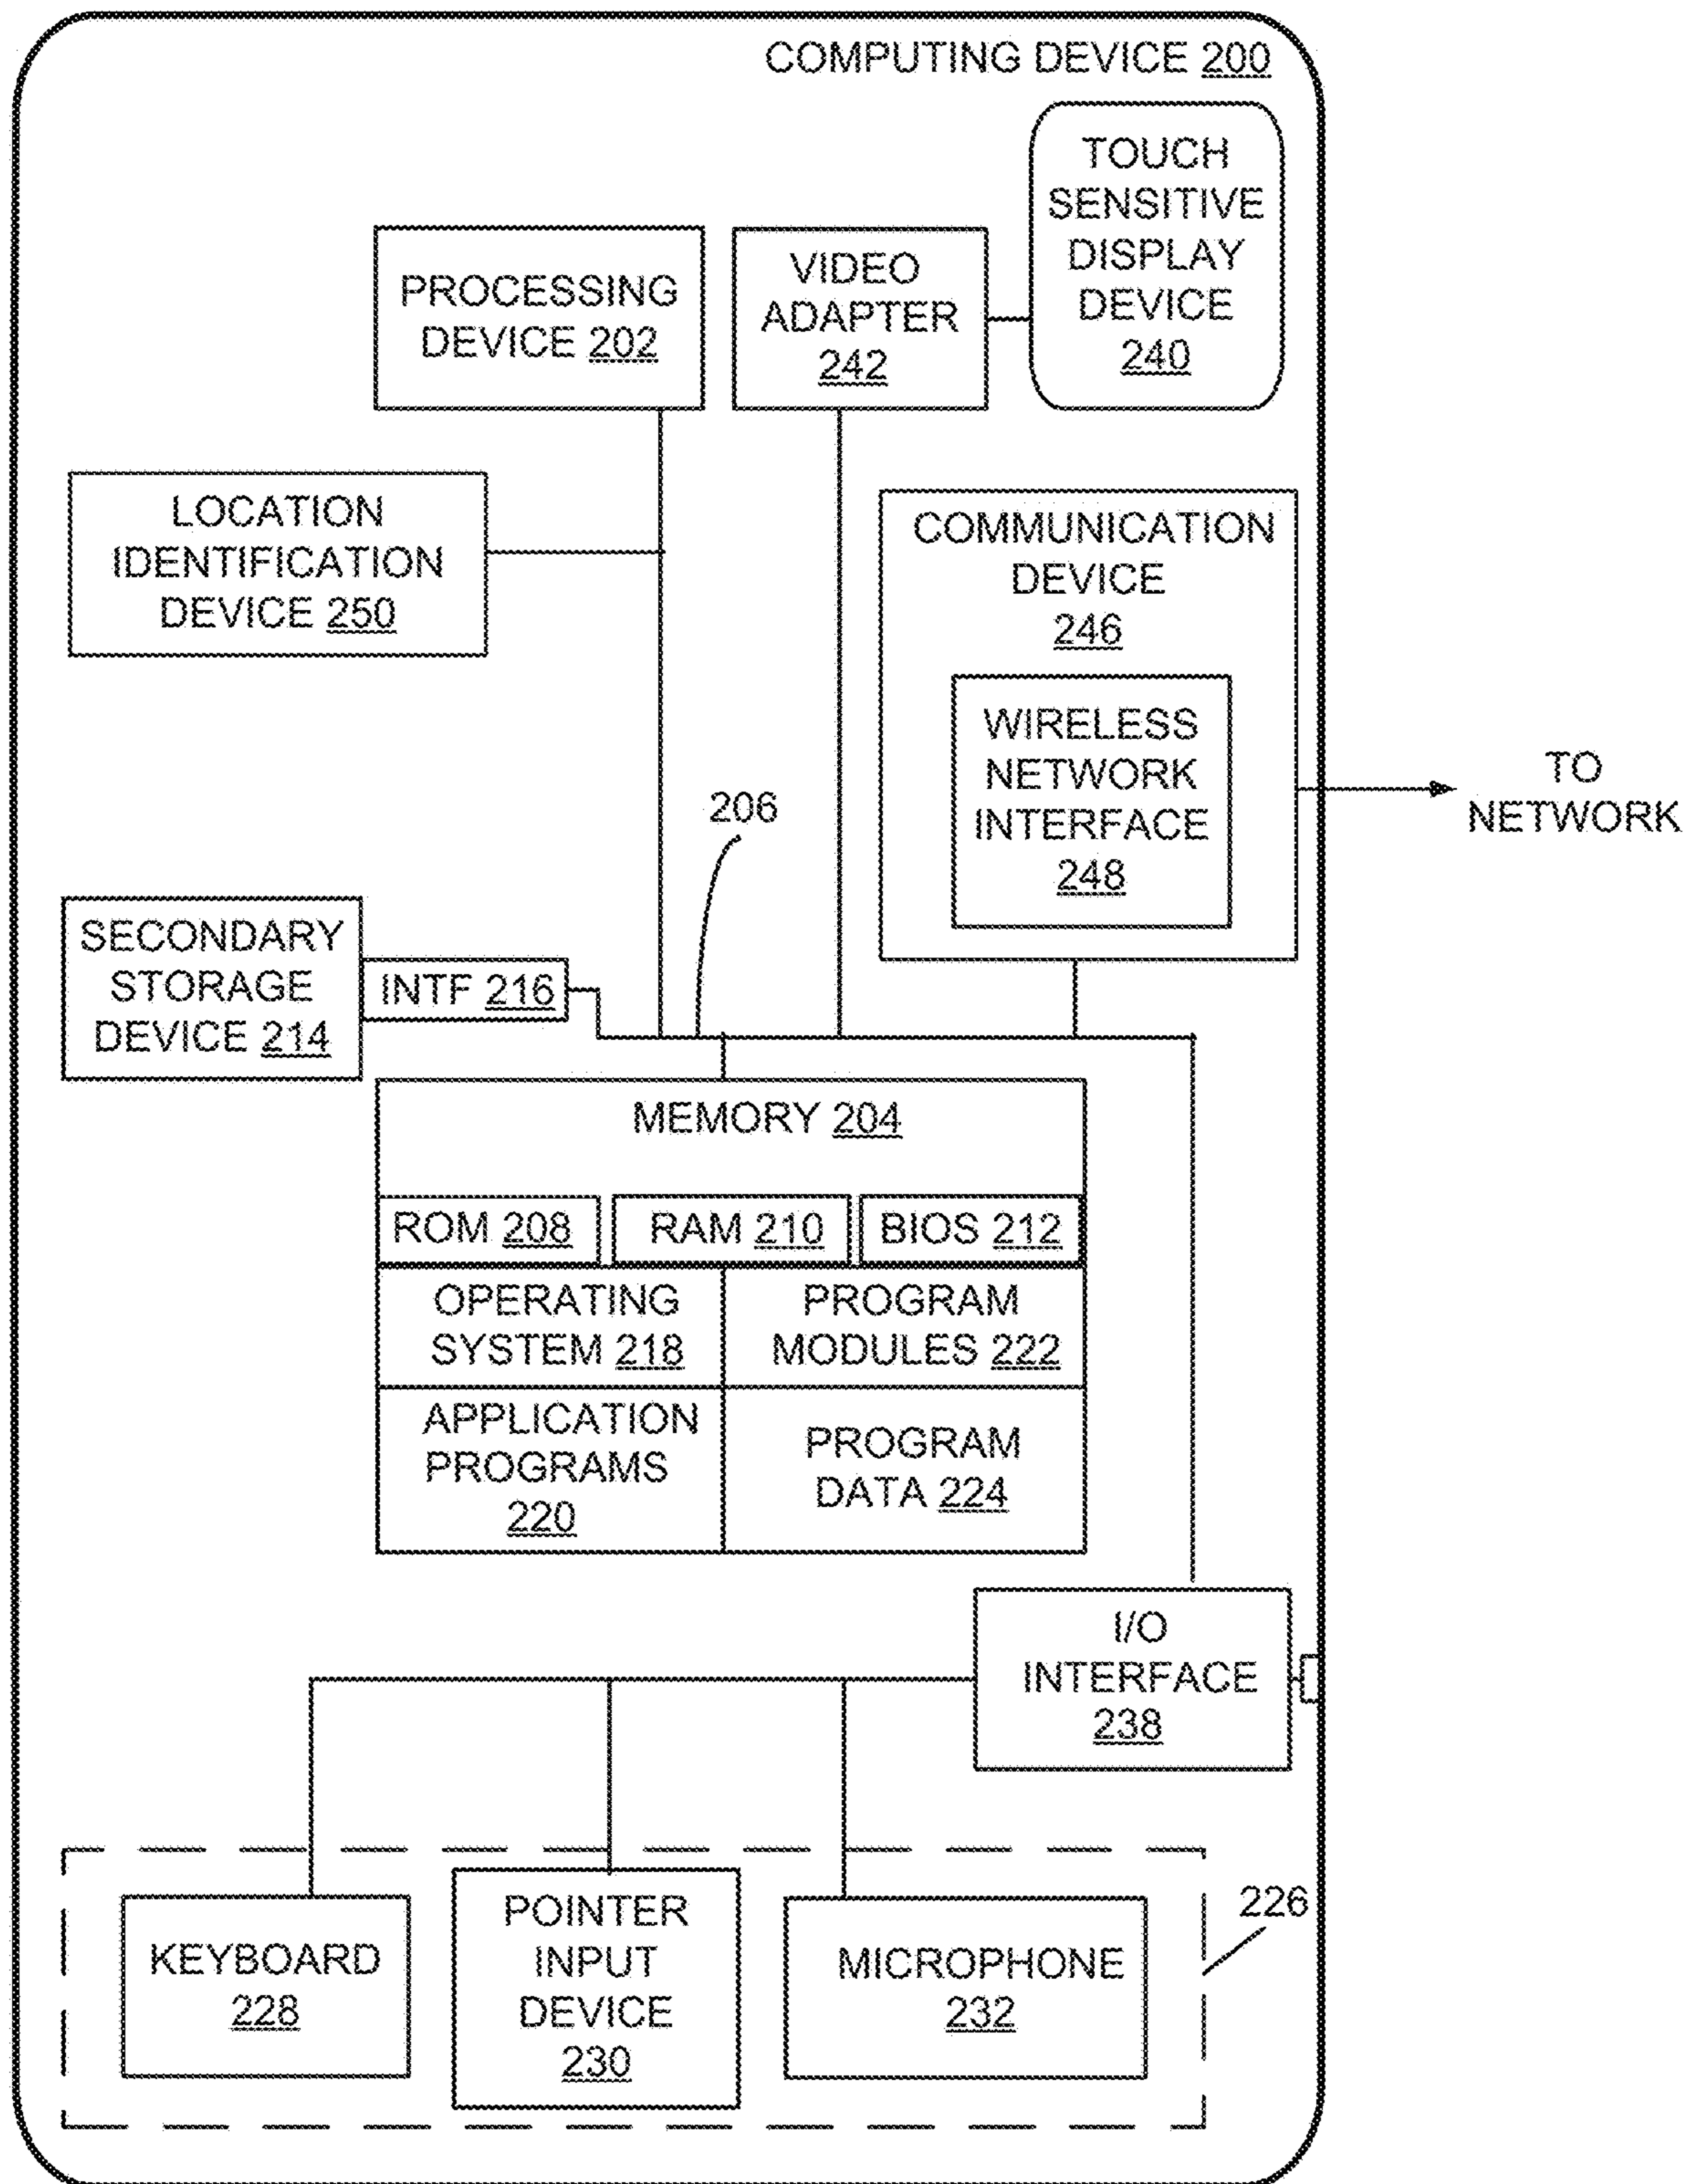 COMPUTING DEVICE 200
TOUCH
SENSITIVE
DISPLAY
DEVICE
240
PROCESSING
DEVICE 202
VIDEO
ADAPTER
242
LOCATION
IDENTIFICATION
DEVICE 250
COMMUNICATION
DEVICE
246
WIRELESS
NETWORK
INTERFACE
248
TO
NETWORK
206
SECONDARY
STORAGE
DEVICE 214
INTF 216
MEMORY 204
ROM 208
RAM 210
BIOS 212
OPERATING
SYSTEM 218
PROGRAM
MODULES 222
APPLICATION
PROGRAMS
220
PROGRAM
DATA 224
I/O
INTERFACE
238
226
KEYBOARD
228
POINTER
INPUT
DEVICE
230
MICROPHONE
232